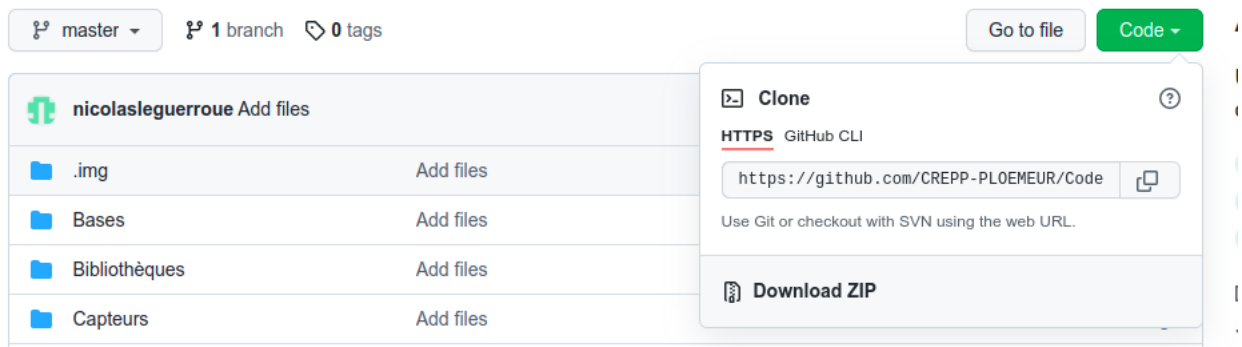 master 1 branch 0 tags Go to file Code
nicolasleguerroue Add files
Clone
HTTPS GitHub CLI
.img Add files
https://github.com/CREPP-PLOEMEUR/Code
Bases Add files
Use Git or checkout with SVN using the web URL.
Bibliothèques Add files
Download ZIP
Capteurs Add files